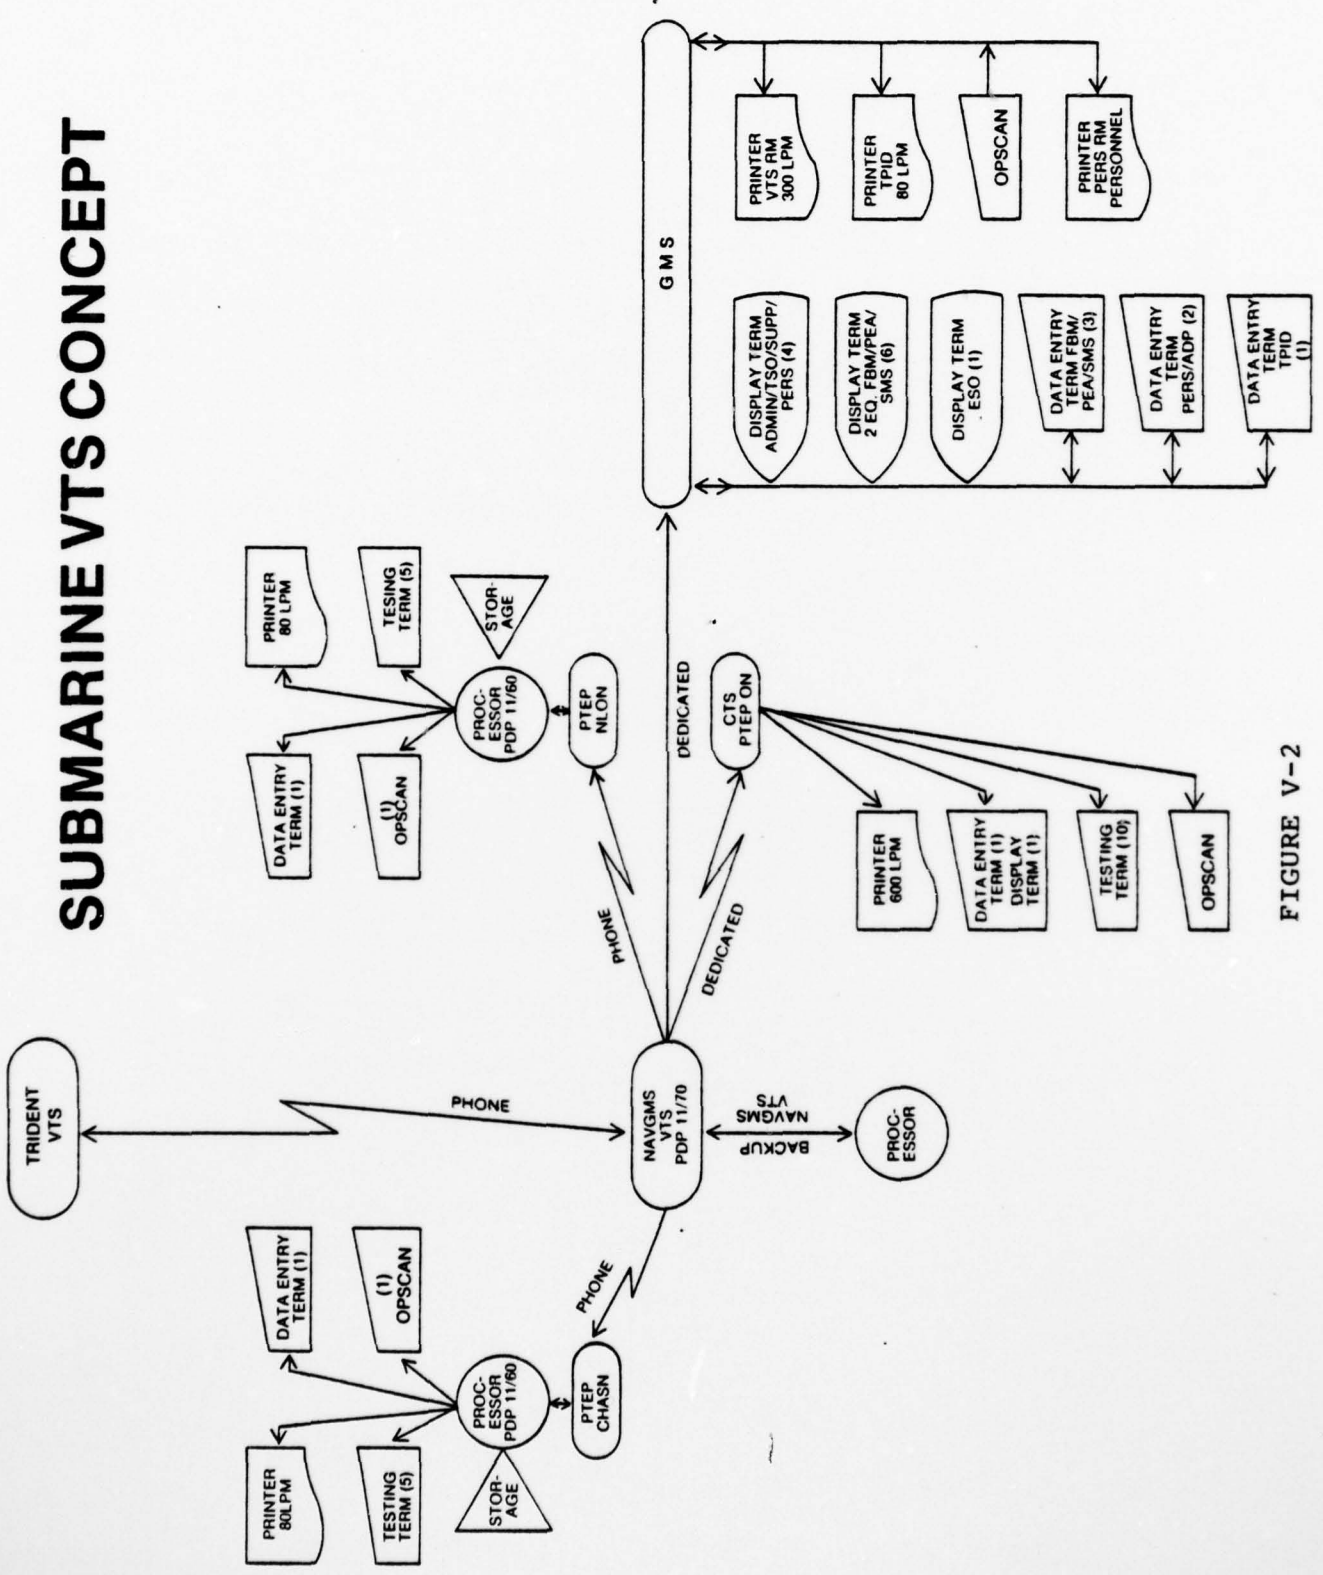 SUBMARINE VTS CONCEPT
TRIDENT
VTS
PHONE
PRINTER
80LPM
DATA ENTRY
TERM (1)
TESTING
TERM (5)
(1)
OPSCAN
STOR-
AGE
PROC-
ESSOR
PDP 11/60
PTEP
CHASN
PHONE
NAVGMS
VTS
PDP 11/70
BACKUP
NAVGMS
VTS
PROC-
ESSOR
DATA ENTRY
TERM (1)
PRINTER
80 LPM
(1)
OPSCAN
TESING
TERM (5)
PROC-
ESSOR
PDP 11/60
STOR-
AGE
PTEP
NLON
PHONE
DEDICATED
DEDICATED
CTS
PTEP ON
PRINTER
600 LPM
DATA ENTRY
TERM (1)
DISPLAY
TERM (1)
TESTING
TERM (10)
OPSCAN
GMS
DISPLAY TERM
ADMIN/TSO/SUPP/
PERS (4)
DISPLAY TERM
2 EQ. FBM/PEA/
SMS (6)
DISPLAY TERM
ESO (1)
DATA ENTRY
TERM FBM/
PEA/SMS (3)
DATA ENTRY
TERM
PERS/ADP (2)
DATA ENTRY
TERM
TPID
(1)
PRINTER
VTS RM
300 LPM
PRINTER
TPID
80 LPM
OPSCAN
PRINTER
PERS RM
PERSONNEL
FIGURE V-2